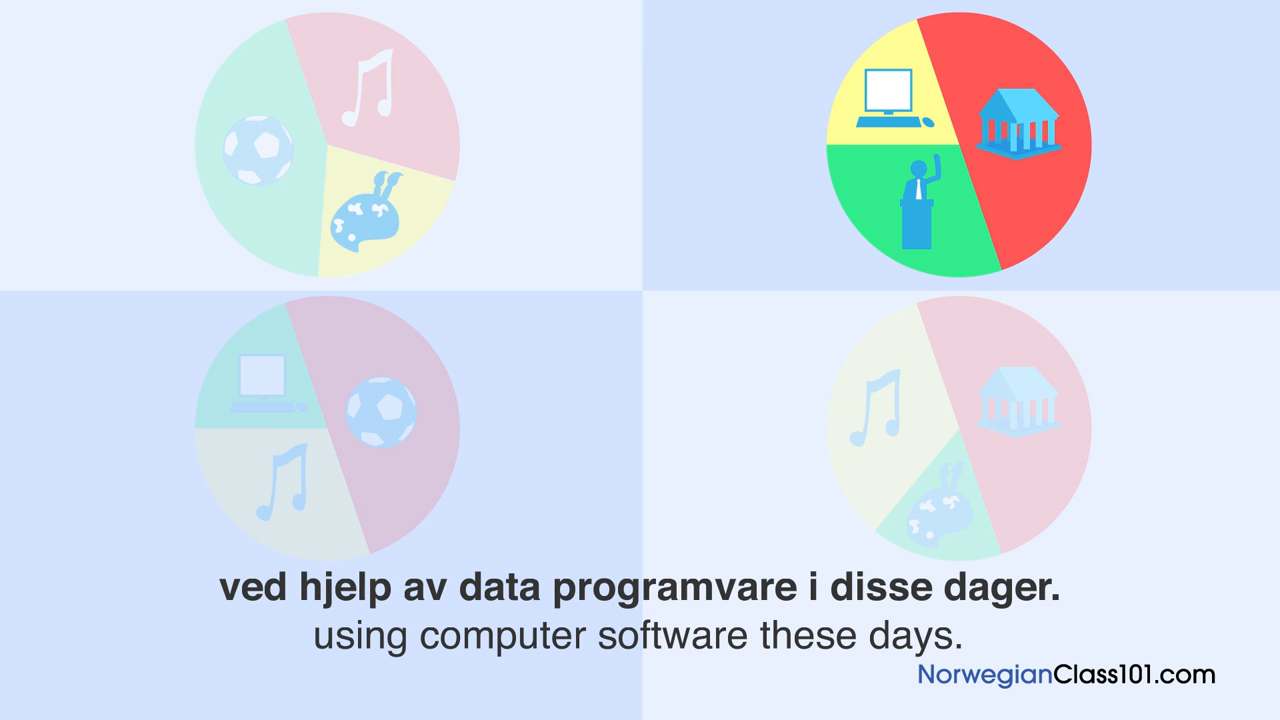 ved hjelp av data programvare i disse dager.
using computer software these days.
NorwegianClass101.com